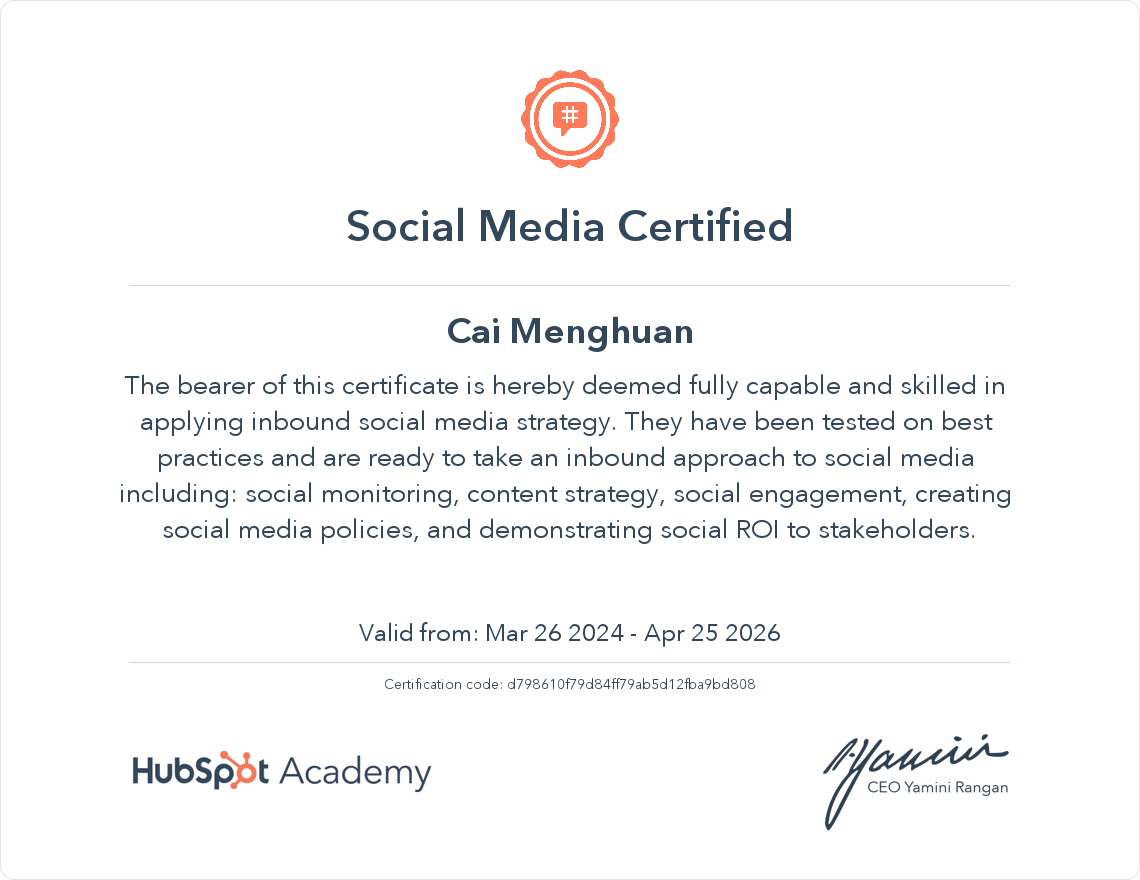 #
Social Media Certified
Cai Menghuan
The bearer of this certificate is hereby deemed fully capable and skilled in
applying inbound social media strategy. They have been tested on best
practices and are ready to take an inbound approach to social media
including: social monitoring, content strategy, social engagement, creating
social media policies, and demonstrating social ROI to stakeholders.
Valid from: Mar 26 2024 - Apr 25 2026
Certification code: d798610f79d84ff79ab5d12fba9bd808
HubSpot Academy
CEO Yamini Rangan